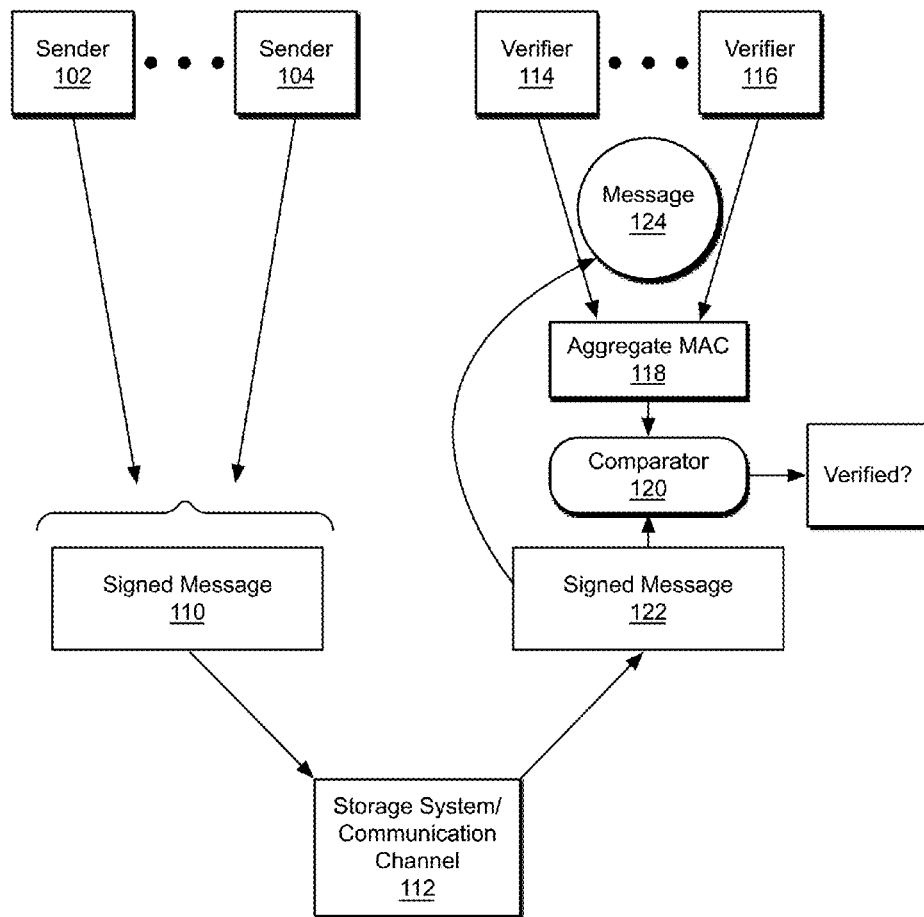 Sender
102
Sender
104
Verifier
114
Verifier
116
Message
124
Aggregate MAC
118
Comparator
120
Verified?
Signed Message
110
Signed Message
122
Storage System/
Communication
Channel
112